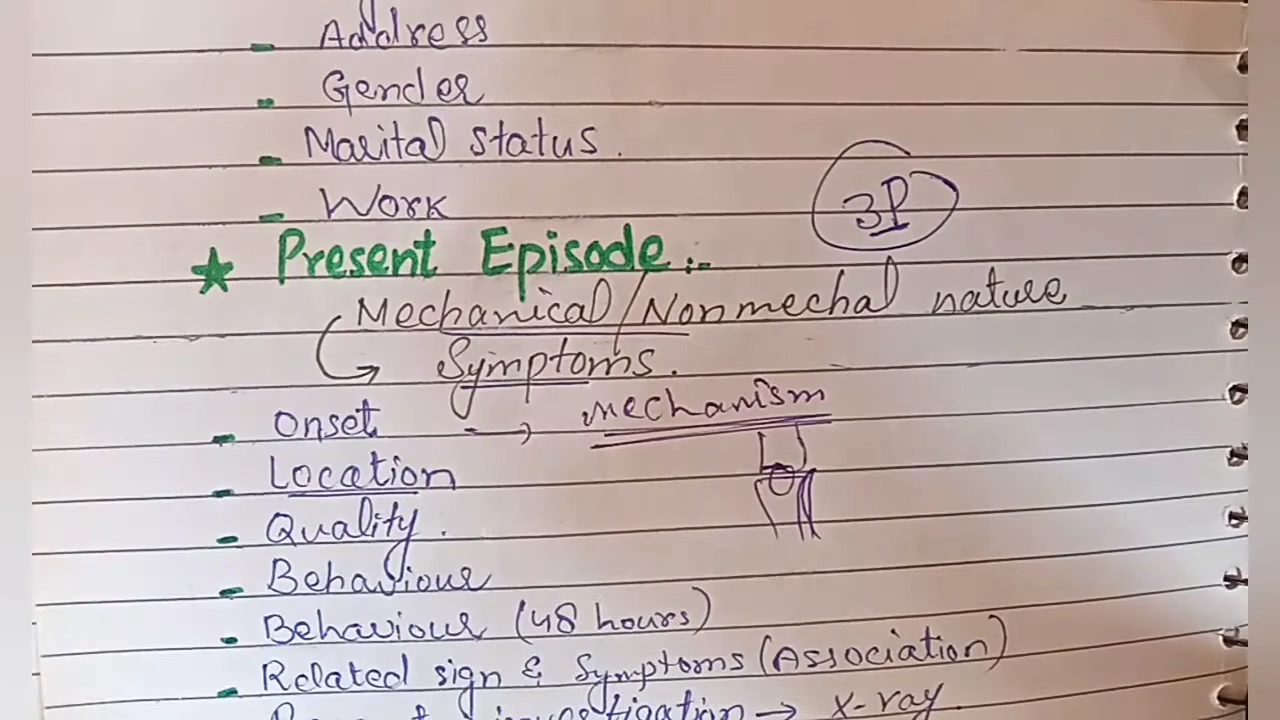 - Address
- Gender
- Marital status.
- Work
3P
★ Present Episode :-
Mechanical/Nonmechal nature
→ Symptoms.
- Onset → mechanism
- Location
- Quality.
- Behaviour
- Behaviour (48 hours)
- Related sign & Symptoms (Association)
→ X-ray.